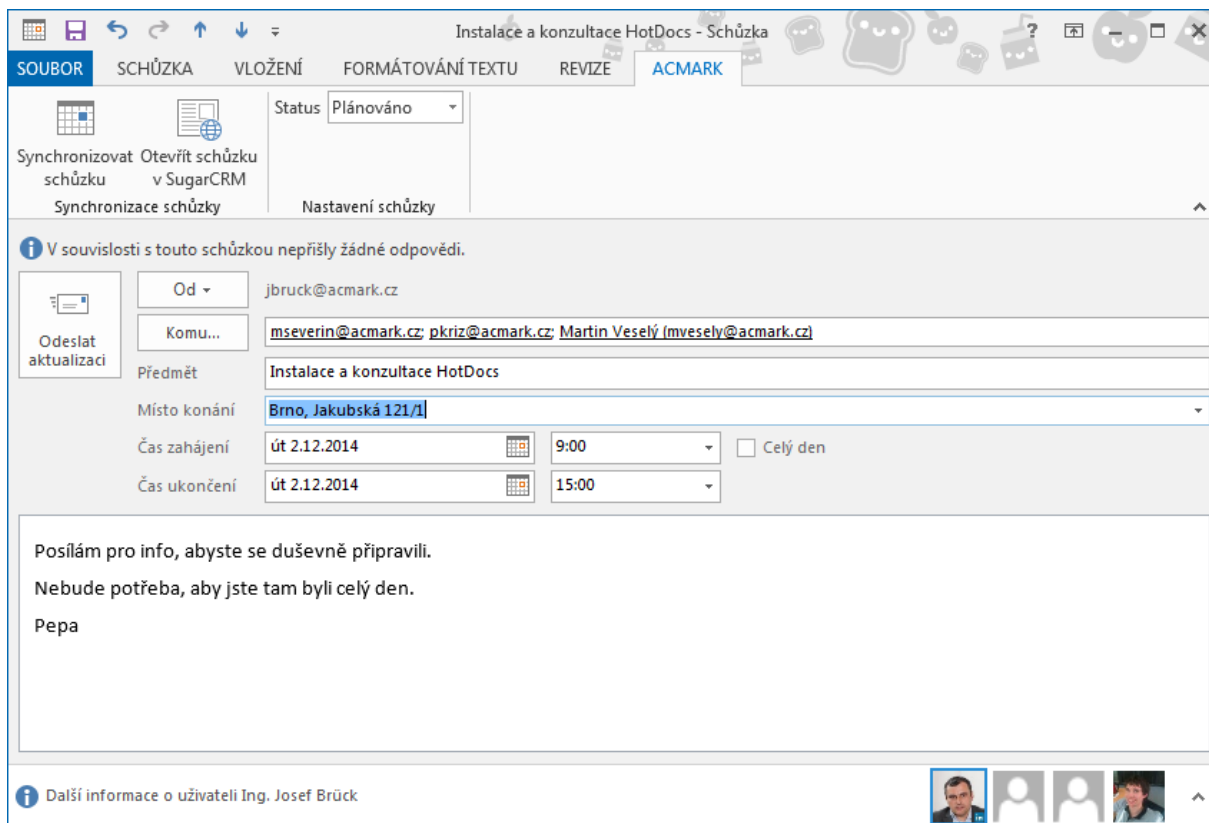 Instalace a konzultace HotDocs - Schůzka
?
SOUBOR SCHŮZKA VLOŽENÍ FORMÁTOVÁNÍ TEXTU REVIZE ACMARK
Synchronizovat schůzku
Otevřít schůzku v SugarCRM
Synchronizace schůzky
Status Plánováno
Nastavení schůzky
V souvislosti s touto schůzkou nepřišly žádné odpovědi.
Odeslat aktualizaci
Od jbruck@acmark.cz
Komu... mseverin@acmark.cz; pkriz@acmark.cz; Martin Veselý (mvesely@acmark.cz)
Předmět Instalace a konzultace HotDocs
Místo konání Brno, Jakubská 121/1
Čas zahájení út 2.12.2014 9:00 Celý den
Čas ukončení út 2.12.2014 15:00
Posílám pro info, abyste se duševně připravili.
Nebude potřeba, aby jste tam byli celý den.
Pepa
Další informace o uživateli Ing. Josef Brück